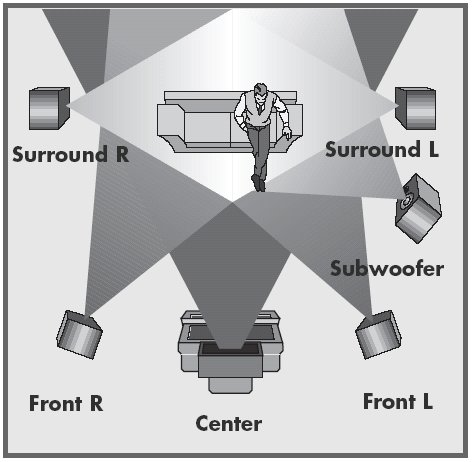 Surround R
Surround L
Subwoofer
Front R
Front L
Center